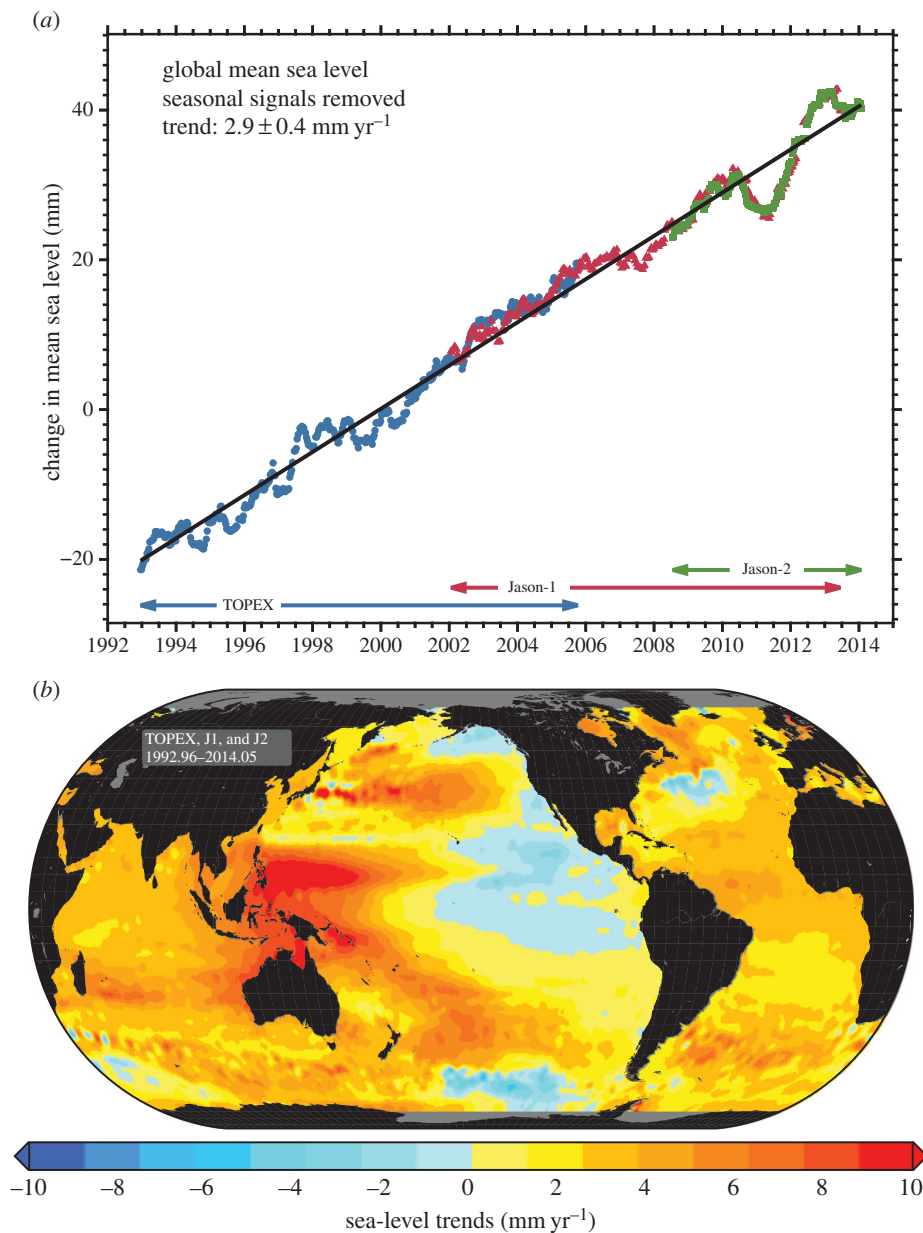 (a)
global mean sea level
seasonal signals removed
trend: 2.9 ± 0.4 mm yr⁻¹
change in mean sea level (mm)
40
20
0
−20
Jason-2
Jason-1
TOPEX
1992 1994 1996 1998 2000 2002 2004 2006 2008 2010 2012 2014
(b)
TOPEX, J1, and J2
1992.96–2014.05
−10 −8 −6 −4 −2 0 2 4 6 8 10
sea-level trends (mm yr⁻¹)